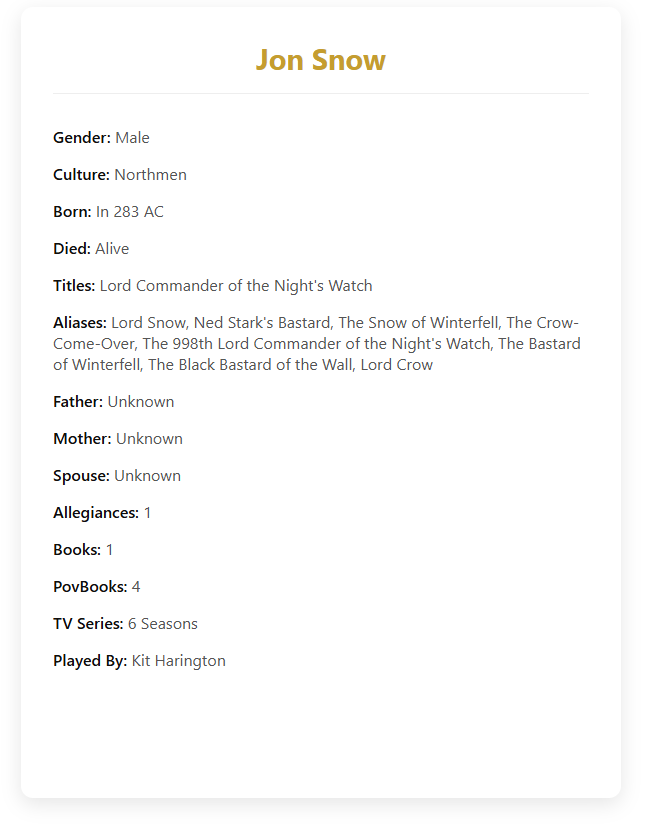 Jon Snow
Gender: Male
Culture: Northmen
Born: In 283 AC
Died: Alive
Titles: Lord Commander of the Night's Watch
Aliases: Lord Snow, Ned Stark's Bastard, The Snow of Winterfell, The Crow-
Come-Over, The 998th Lord Commander of the Night's Watch, The Bastard
of Winterfell, The Black Bastard of the Wall, Lord Crow
Father: Unknown
Mother: Unknown
Spouse: Unknown
Allegiances: 1
Books: 1
PovBooks: 4
TV Series: 6 Seasons
Played By: Kit Harington